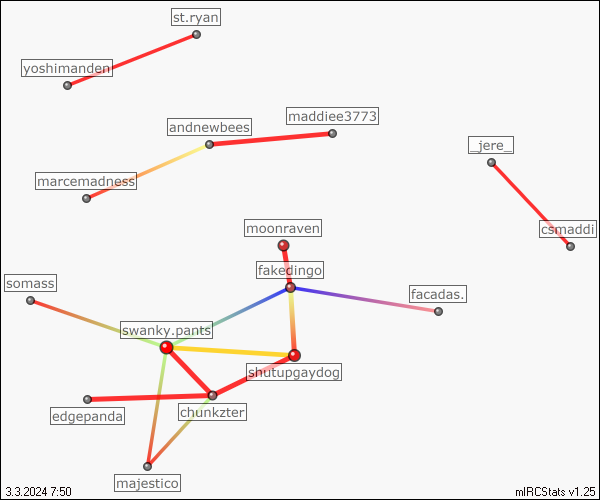 st.ryan
yoshimanden
maddiee3773
andnewbees
_jere_
marcemadness
moonraven
csmaddi
fakedingo
somass
facadas.
swanky.pants
shutupgaydog
edgepanda
chunkzter
majestico
3.3.2024 7:50
mIRCStats v1.25